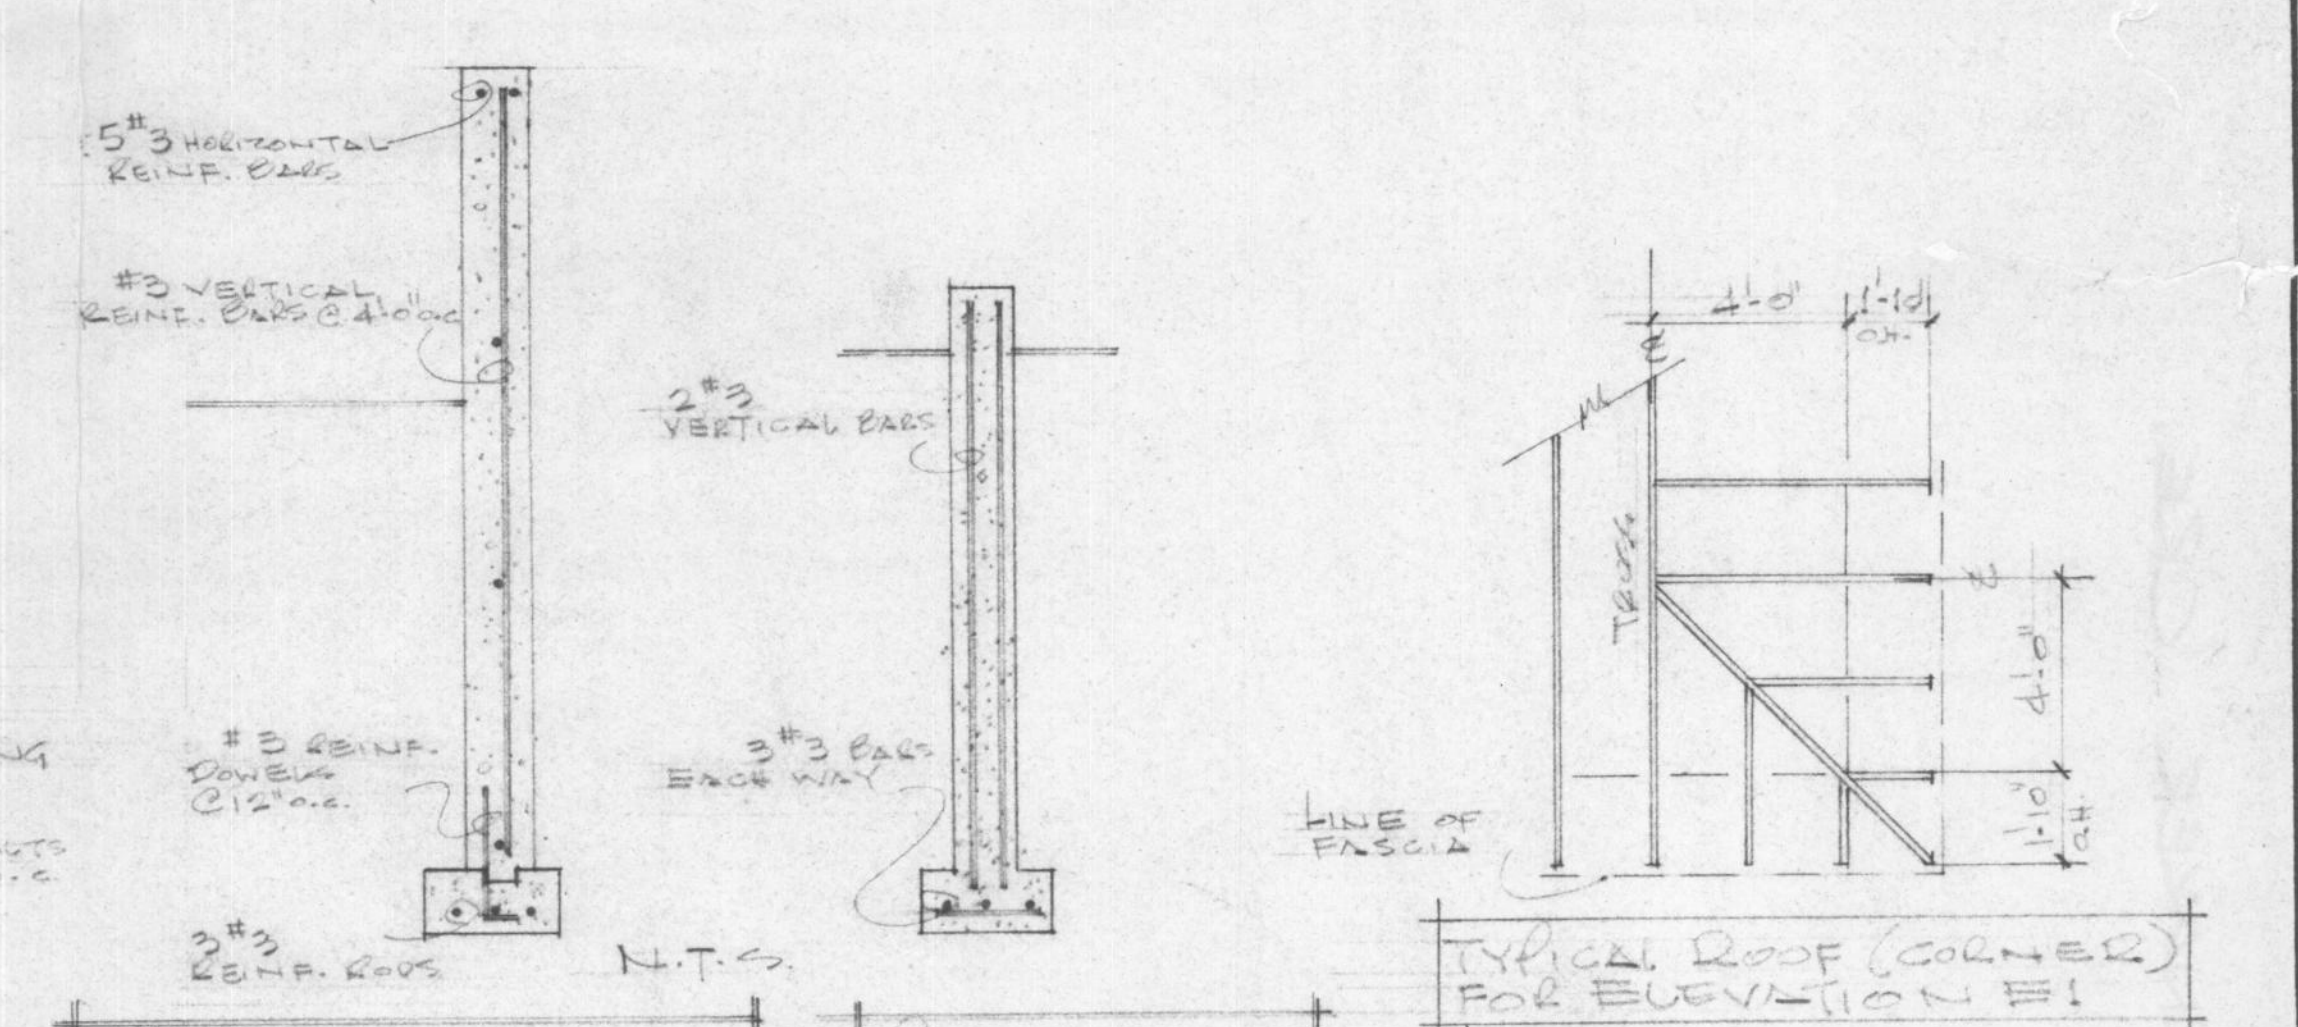 5 #3 HORIZONTAL
REINF. BARS
#3 VERTICAL
REINF. BARS @ 4'-0" o.c
#3 REINF.
DOWELS
@ 12" o.c.
3 #3
REINF. RODS
N.T.S.
2 #3
VERTICAL BARS
3 #3 BARS
EACH WAY
4'-0"
1'-10
O.H.
TRUSS
4'-0"
1'-10"
O.H.
LINE OF
FASCIA
TYPICAL ROOF (CORNER)
FOR ELEVATION E!